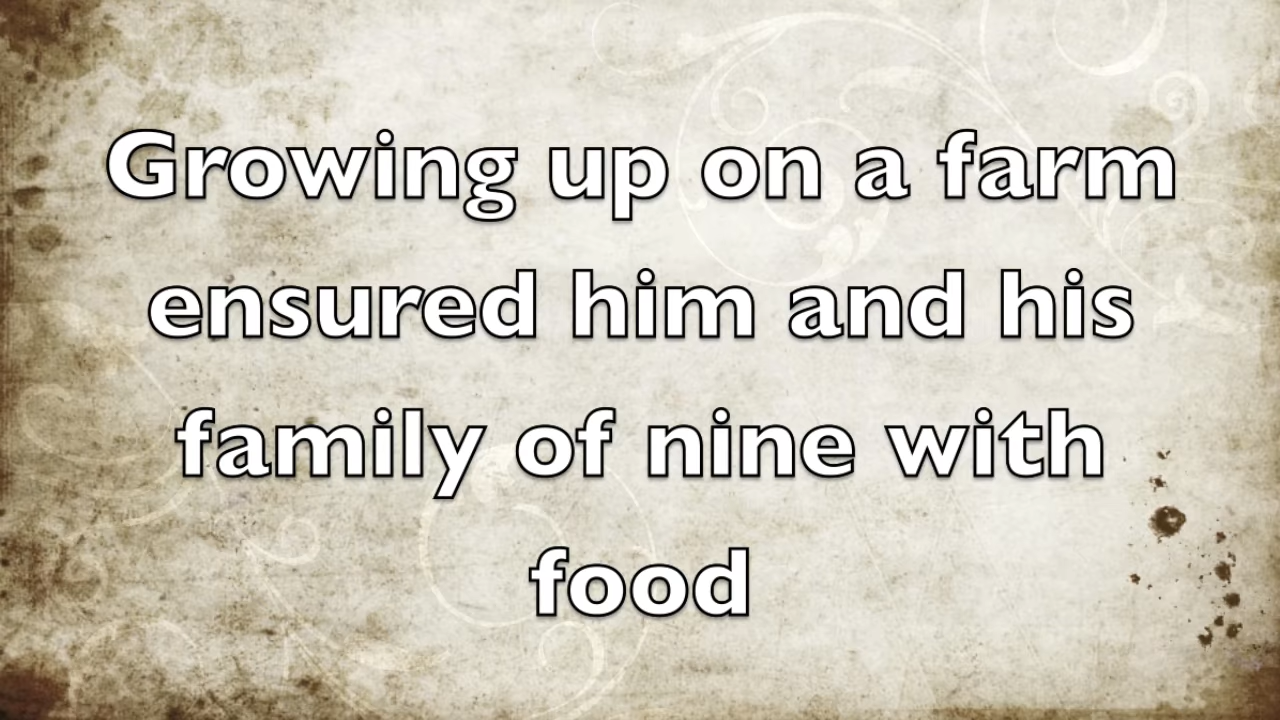 Growing up on a farm
ensured him and his
family of nine with
food